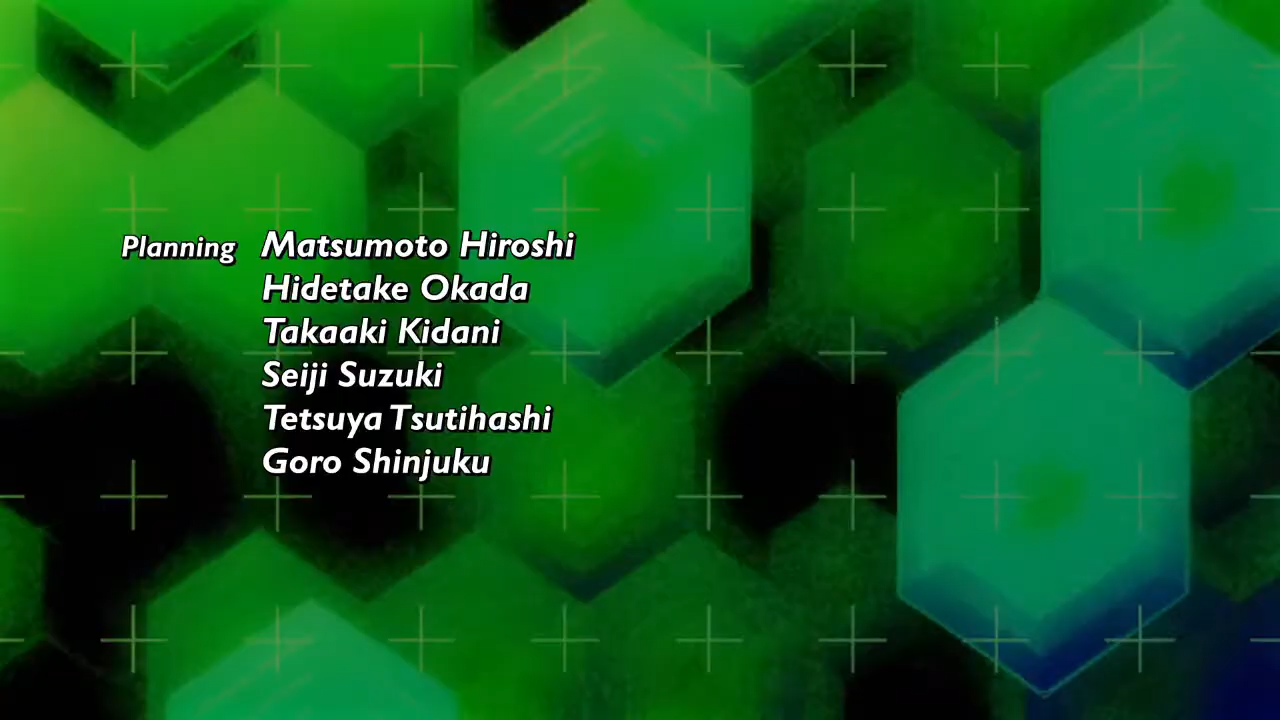 Planning Matsumoto Hiroshi
Hidetake Okada
Takaaki Kidani
Seiji Suzuki
Tetsuya Tsutihashi
Goro Shinjuku